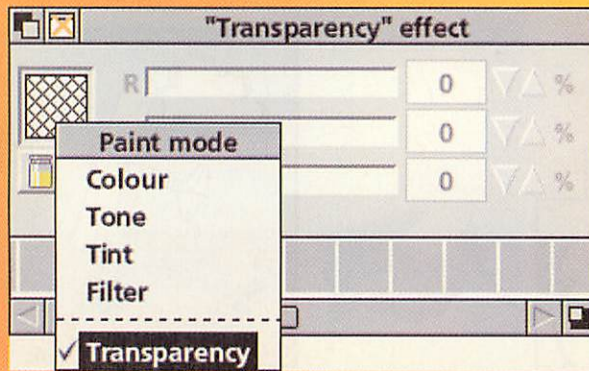 "Transparency" effect
R 0 %
Paint mode 0 %
Colour 0 %
Tone
Tint
Filter
✓ Transparency